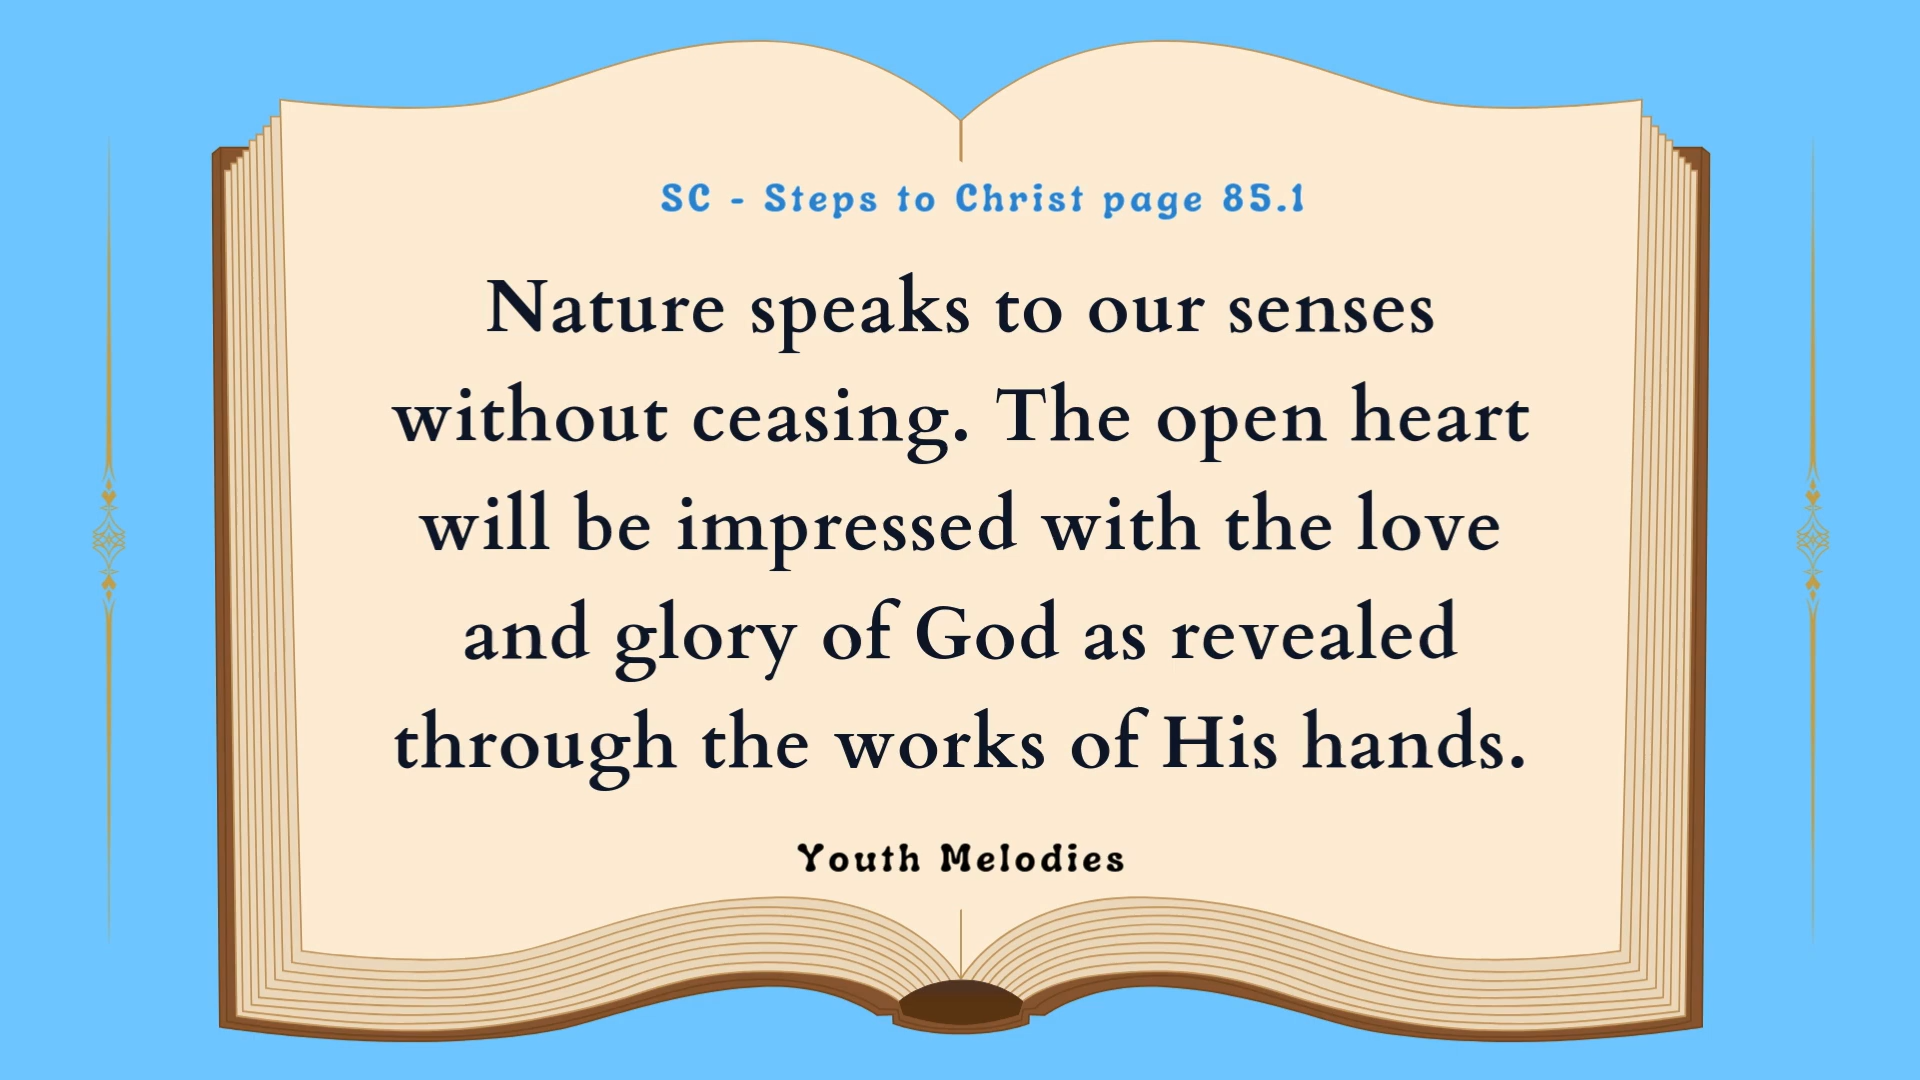 SC - Steps to Christ page 85.1
Nature speaks to our senses
without ceasing. The open heart
will be impressed with the love
and glory of God as revealed
through the works of His hands.
Youth Melodies